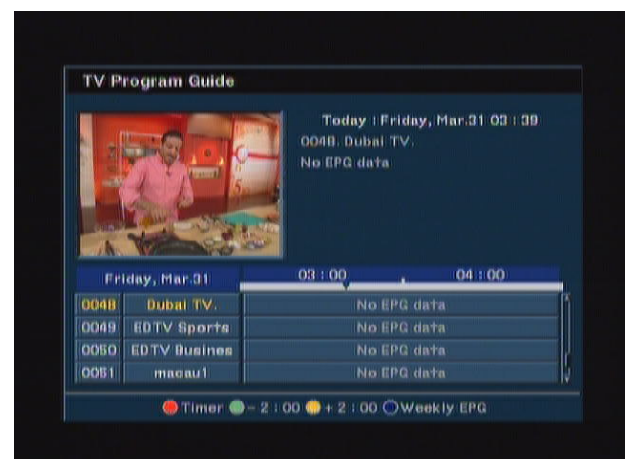 TV Program Guide
Today : Friday, Mar.31 03 : 39
0048. Dubai TV.
No EPG data
Friday, Mar.31 03 : 00 04 : 00
0048 Dubai TV. No EPG data
0049 EDTV Sports No EPG data
0050 EDTV Busines No EPG data
0051 macau1 No EPG data
Timer - 2 : 00 + 2 : 00 Weekly EPG